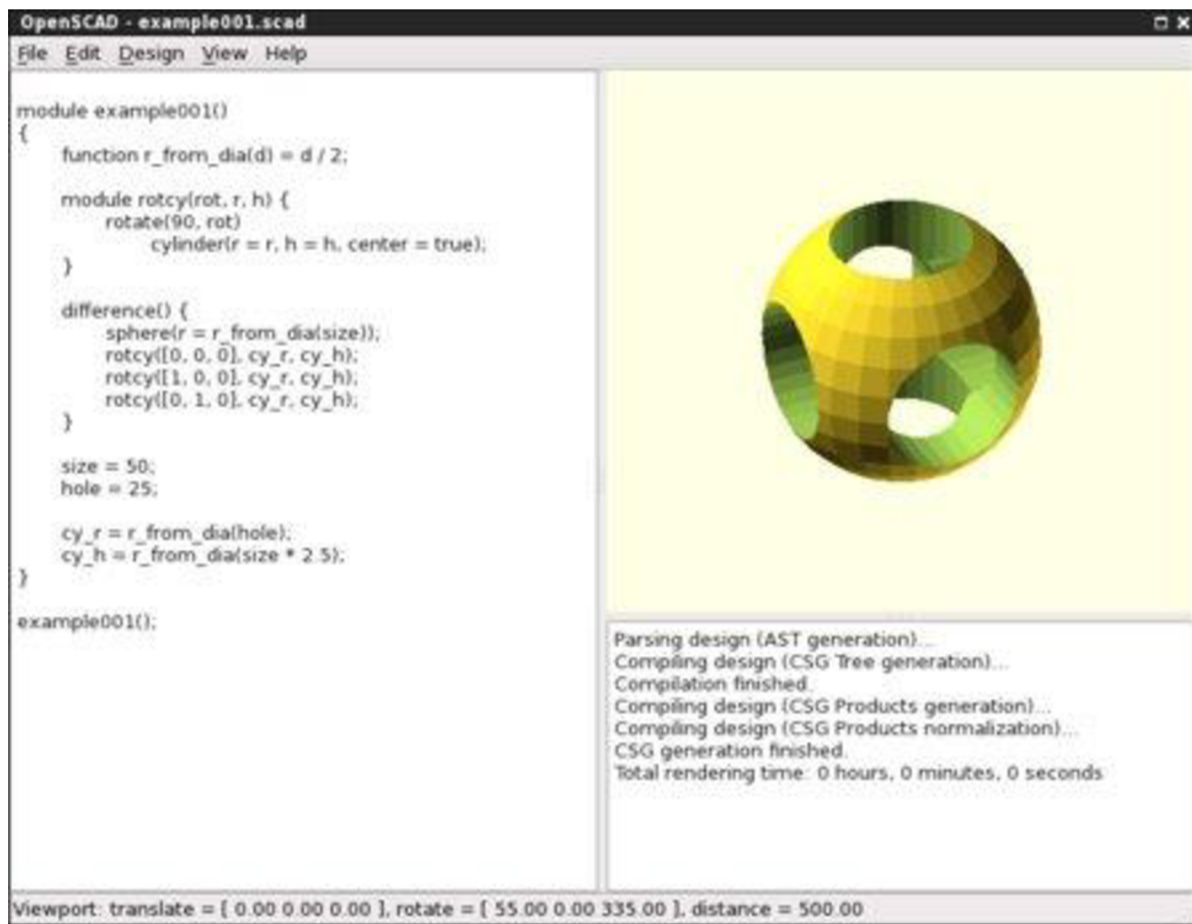 OpenSCAD - example001.scad
File Edit Design View Help
module example001()
{
function r_from_dia(d) = d / 2;
module rotcy(rot, r, h) {
rotate(90, rot)
cylinder(r = r, h = h, center = true);
}
difference() {
sphere(r = r_from_dia(size));
rotcy([0, 0, 0], cy_r, cy_h);
rotcy([1, 0, 0], cy_r, cy_h);
rotcy([0, 1, 0], cy_r, cy_h);
}
size = 50;
hole = 25;
cy_r = r_from_dia(hole);
cy_h = r_from_dia(size * 2.5);
}
example001();
Parsing design (AST generation)...
Compiling design (CSG Tree generation)...
Compilation finished.
Compiling design (CSG Products generation)...
Compiling design (CSG Products normalization)...
CSG generation finished.
Total rendering time: 0 hours, 0 minutes, 0 seconds
Viewport: translate = [ 0.00 0.00 0.00 ], rotate = [ 55.00 0.00 335.00 ], distance = 500.00